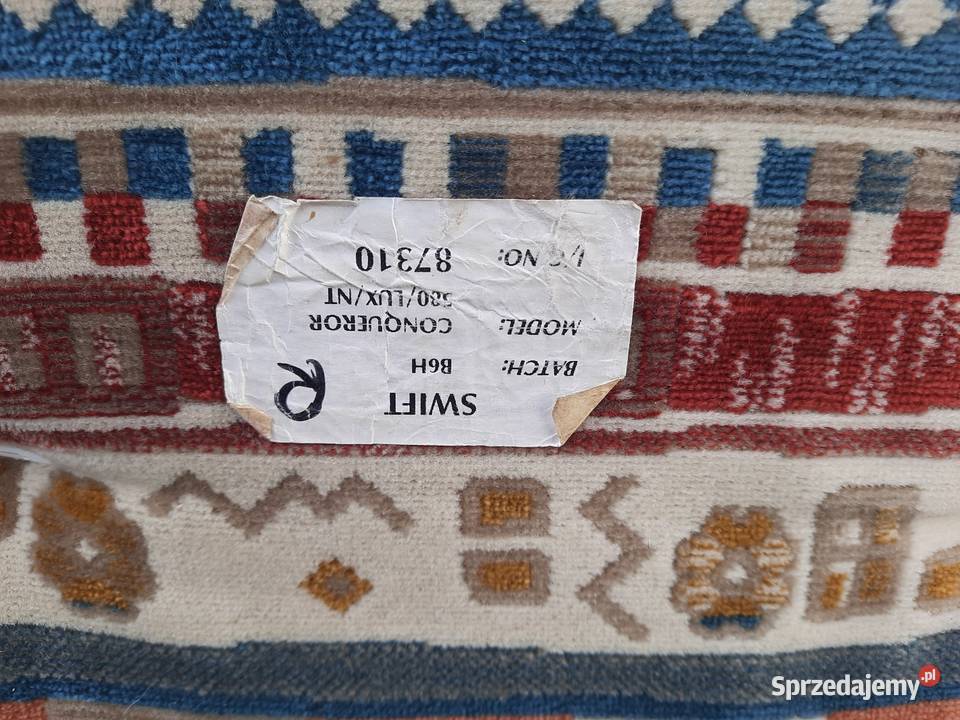 SWIFT
BATCH: B6H
MODEL: CONQUEROR
580/LUX/NT
I/C NO: 87310
R
Sprzedajemy.pl